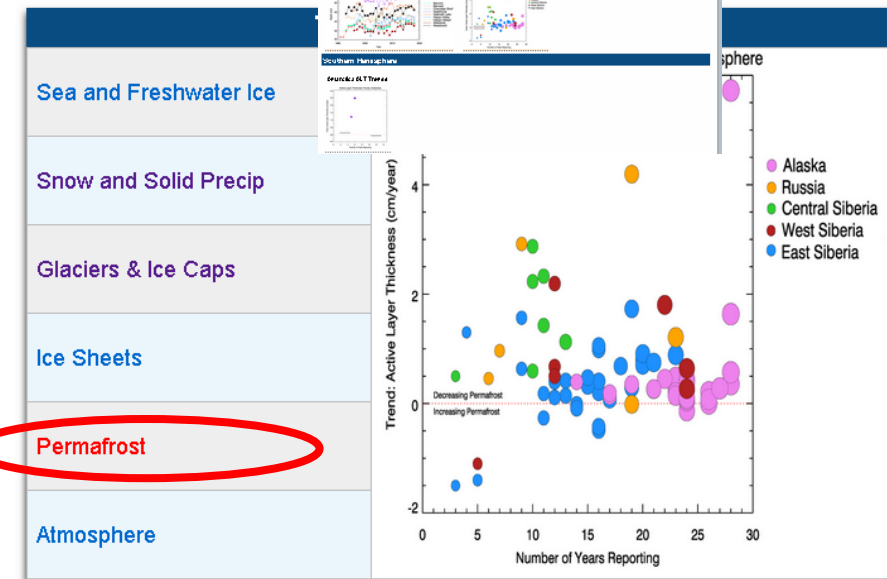 Southern Hemisphere
sphere
Sea and Freshwater Ice
Snow and Solid Precip
Glaciers & Ice Caps
Ice Sheets
Permafrost
Atmosphere
Trend: Active Layer Thickness (cm/year)
4
2
0
-2
Decreasing Permafrost
Increasing Permafrost
0 5 10 15 20 25 30
Number of Years Reporting
Alaska
Russia
Central Siberia
West Siberia
East Siberia